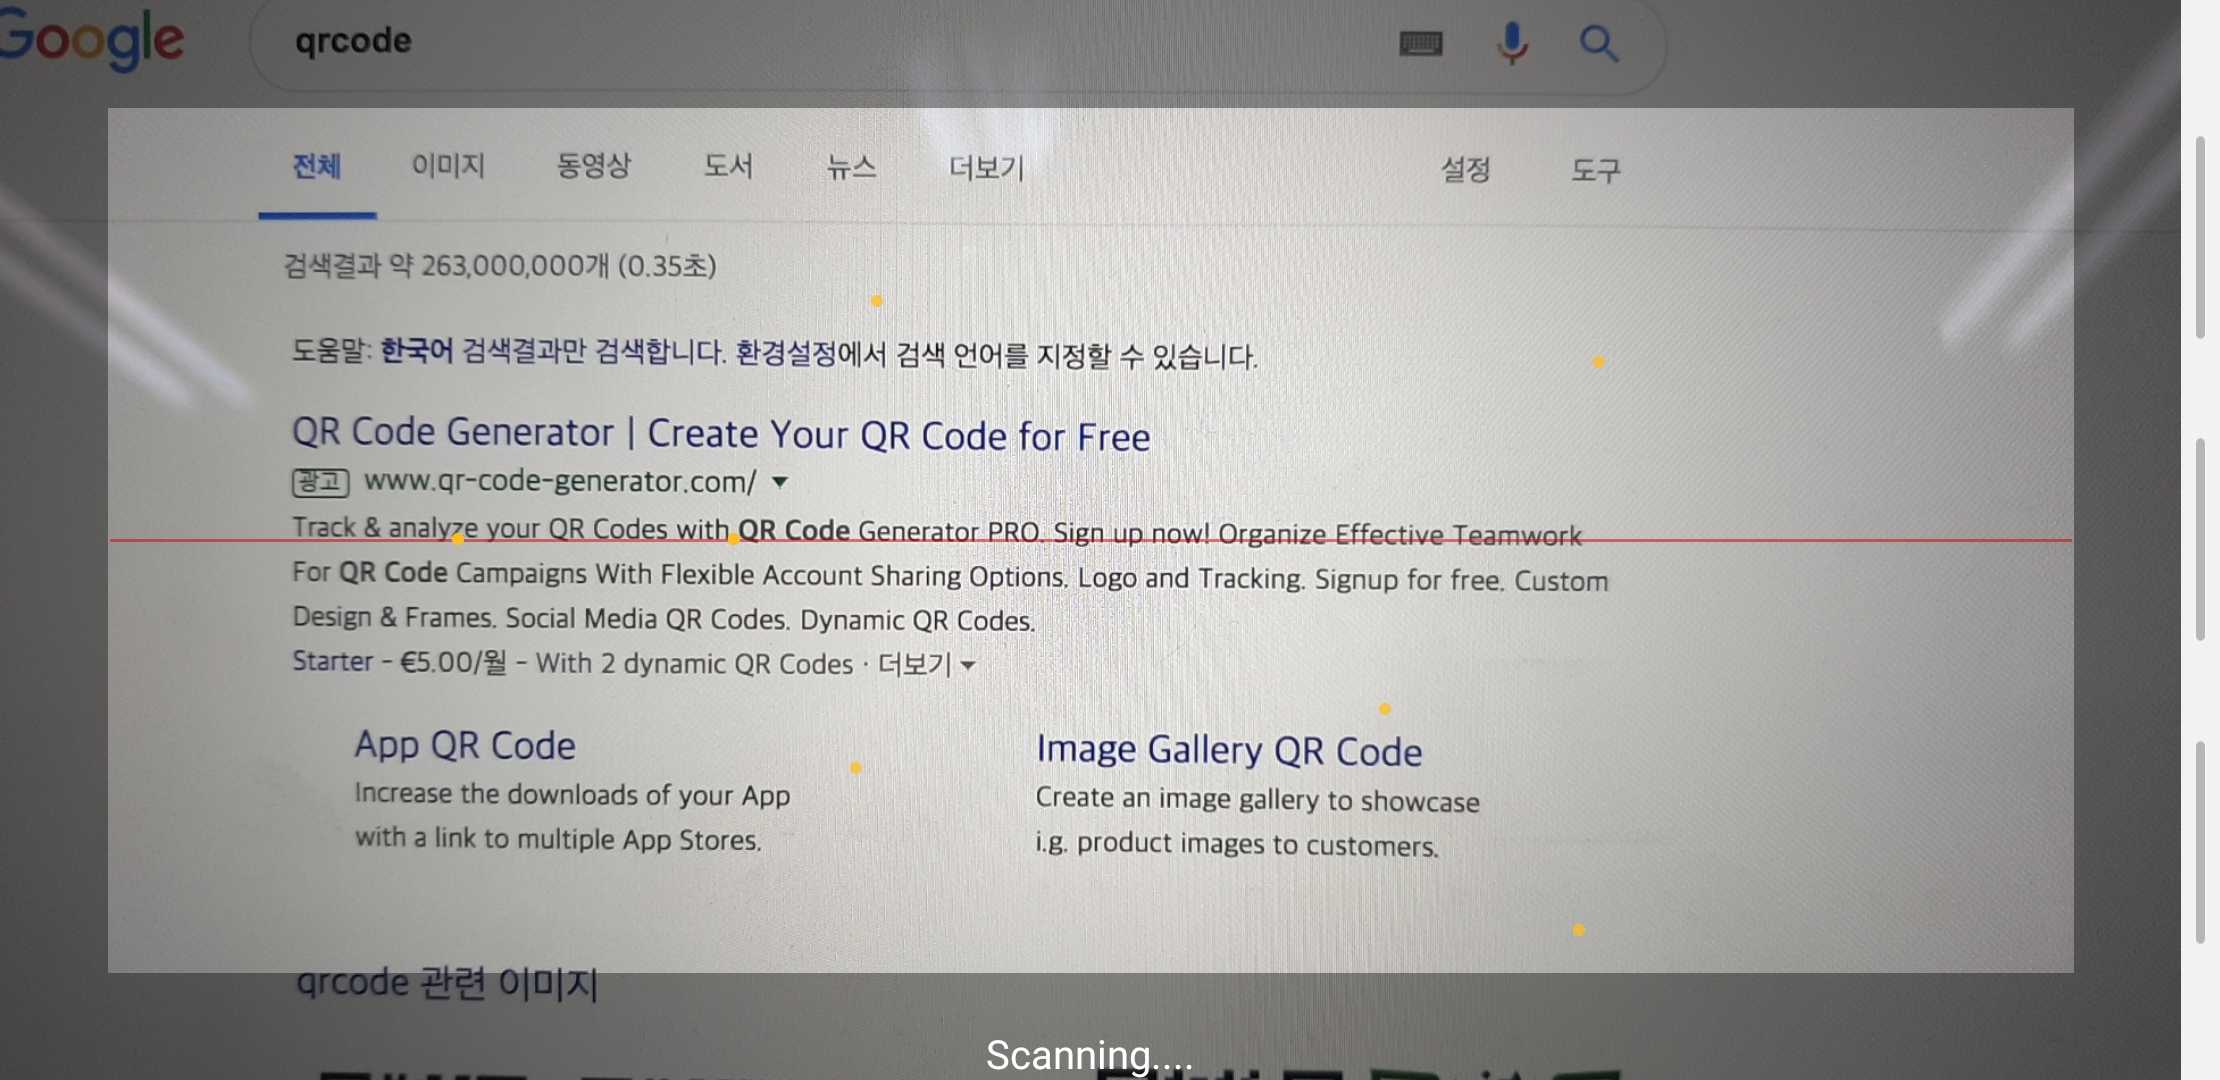 Google
qrcode
전체 이미지 동영상 도서 뉴스 더보기 설정 도구
검색결과 약 263,000,000개 (0.35초)
도움말: 한국어 검색결과만 검색합니다. 환경설정에서 검색 언어를 지정할 수 있습니다.
QR Code Generator | Create Your QR Code for Free
광고 www.qr-code-generator.com/
Track & analyze your QR Codes with QR Code Generator PRO. Sign up now! Organize Effective Teamwork
For QR Code Campaigns With Flexible Account Sharing Options. Logo and Tracking. Signup for free. Custom
Design & Frames. Social Media QR Codes. Dynamic QR Codes.
Starter - €5.00/월 - With 2 dynamic QR Codes · 더보기
App QR Code
Increase the downloads of your App
with a link to multiple App Stores.
Image Gallery QR Code
Create an image gallery to showcase
i.g. product images to customers.
qrcode 관련 이미지
Scanning....